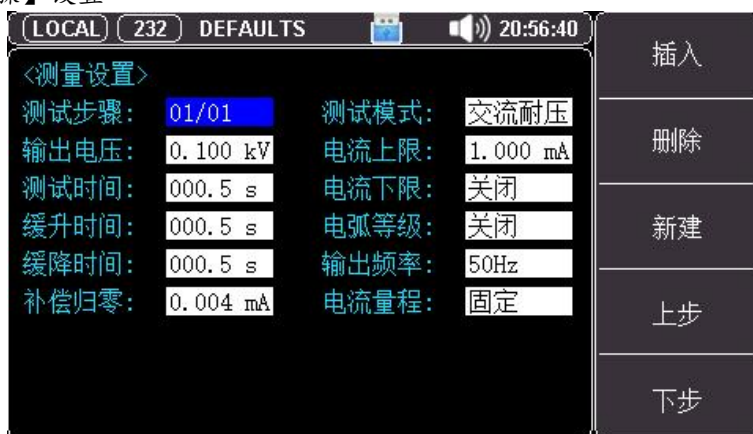 】设置
(LOCAL) (232) DEFAULTS 20:56:40
<测量设置>
测试步骤: 01/01 测试模式: 交流耐压
输出电压: 0.100 kV 电流上限: 1.000 mA
测试时间: 000.5 s 电流下限: 关闭
缓升时间: 000.5 s 电弧等级: 关闭
缓降时间: 000.5 s 输出频率: 50Hz
补偿归零: 0.004 mA 电流量程: 固定
插入
删除
新建
上步
下步